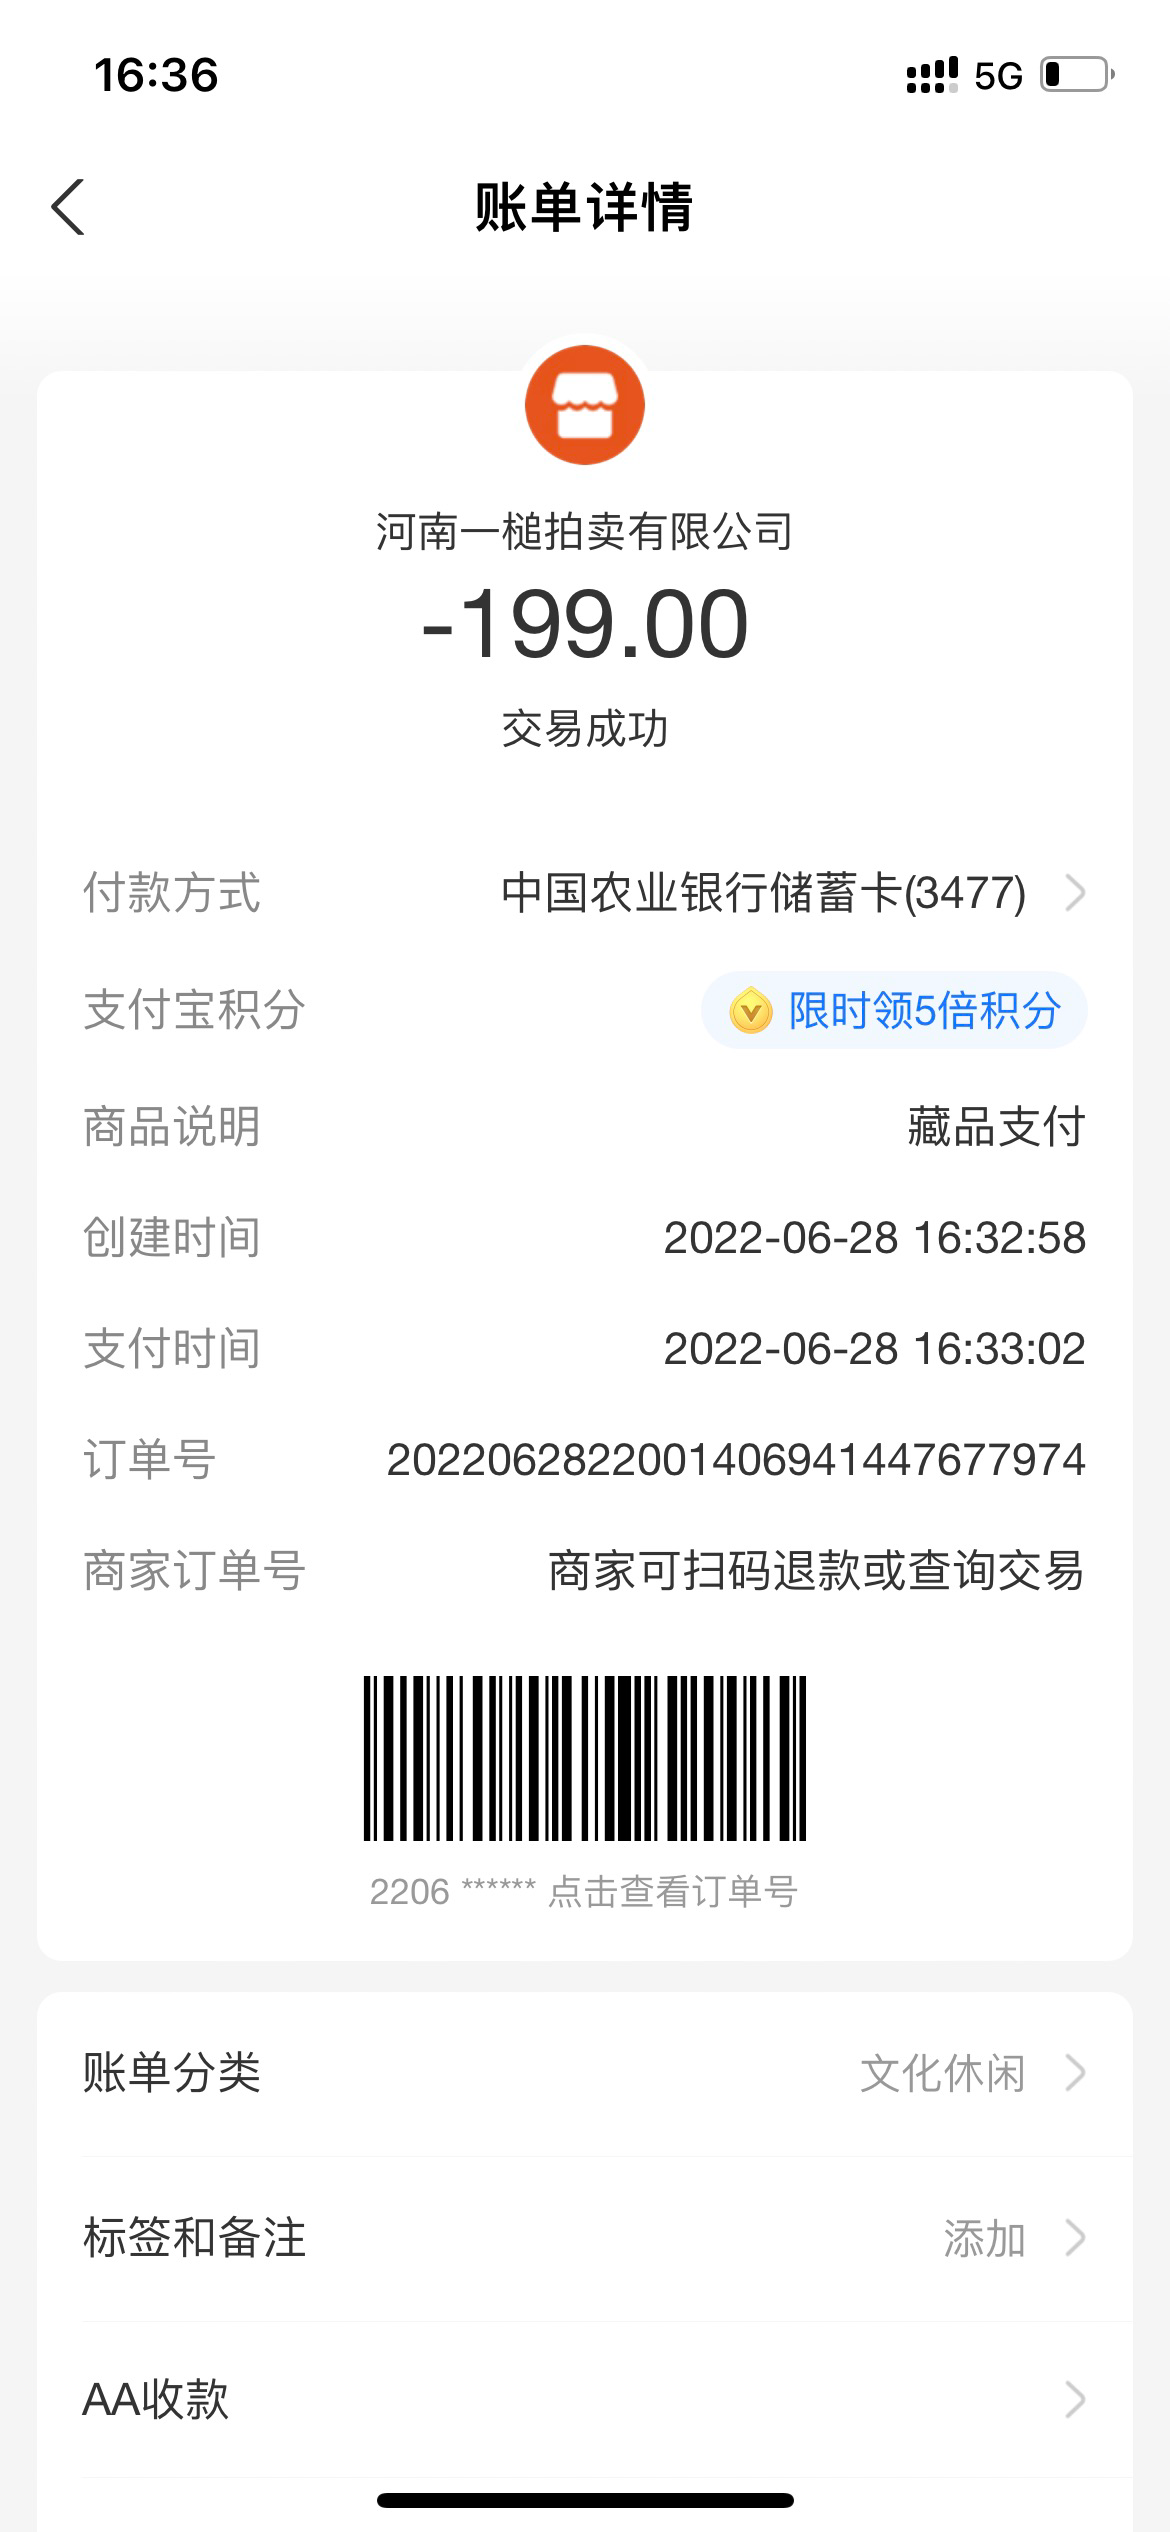 16:36
5G
账单详情
河南一槌拍卖有限公司
-199.00
交易成功
付款方式 中国农业银行储蓄卡(3477)
支付宝积分 限时领5倍积分
商品说明 藏品支付
创建时间 2022-06-28 16:32:58
支付时间 2022-06-28 16:33:02
订单号 2022062822001406941447677974
商家订单号 商家可扫码退款或查询交易
2206 ****** 点击查看订单号
账单分类 文化休闲
标签和备注 添加
AA收款